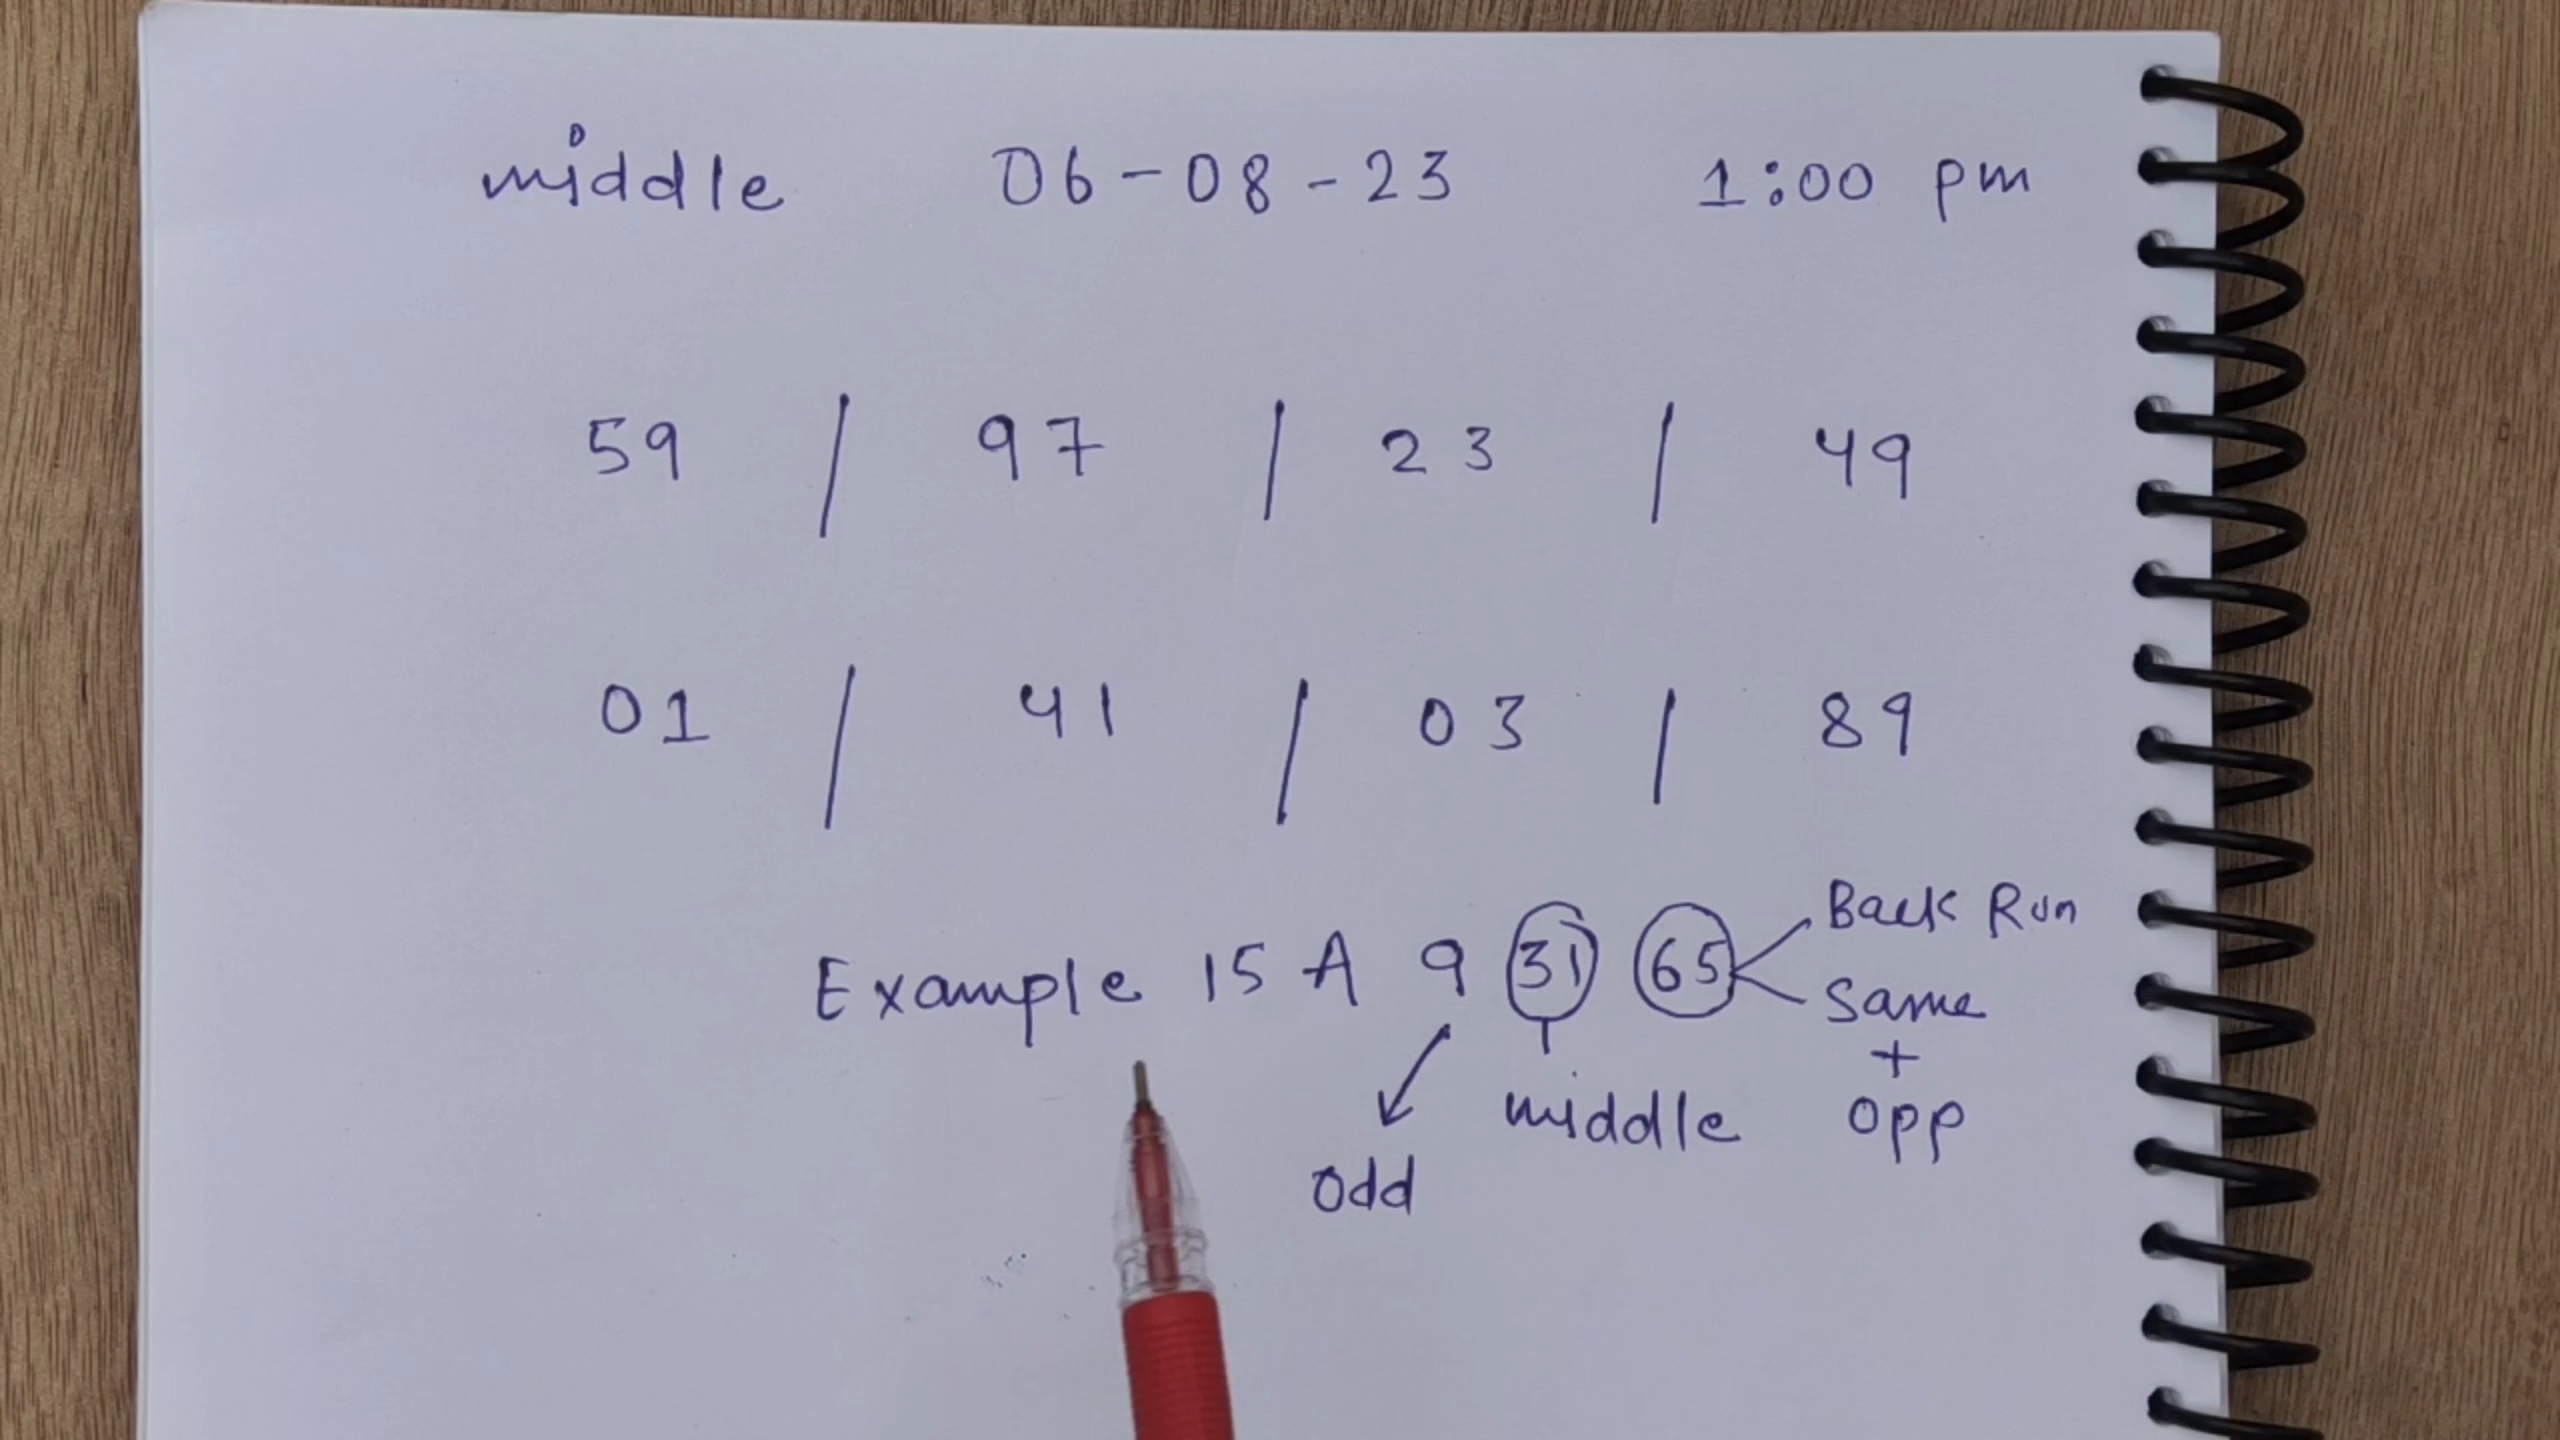 middle 06-08-23 1:00 pm
59 / 97 / 23 / 49
01 / 41 / 03 / 89
Back Run
Example 15 A 9 31 65
Same
+
middle opp
odd